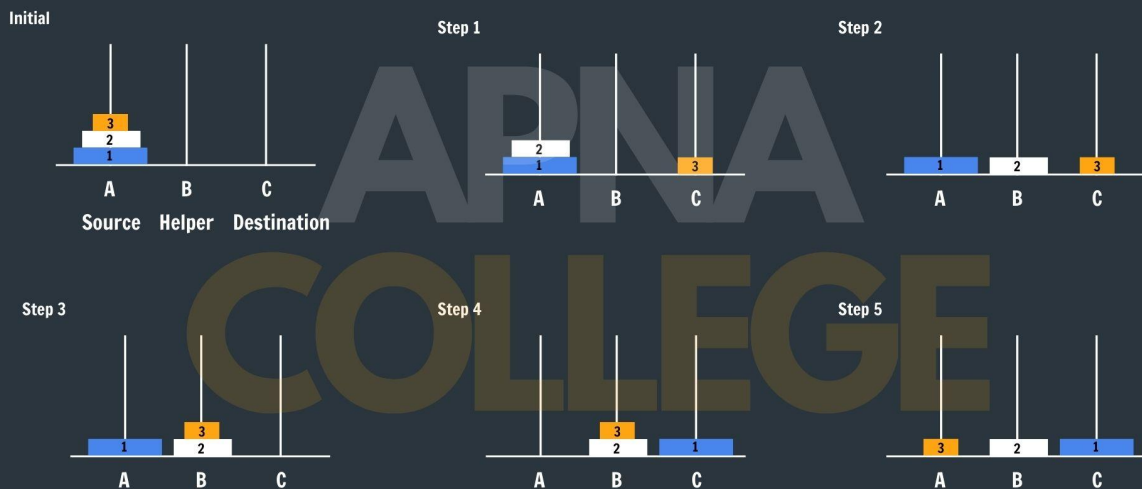 Initial
Step 1
Step 2
3
2
1
A B C
Source Helper Destination
2
1
3
A B C
1 2 3
A B C
APNA
COLLEGE
Step 3
Step 4
Step 5
3
1 2
A B C
3
2 1
A B C
3 2 1
A B C